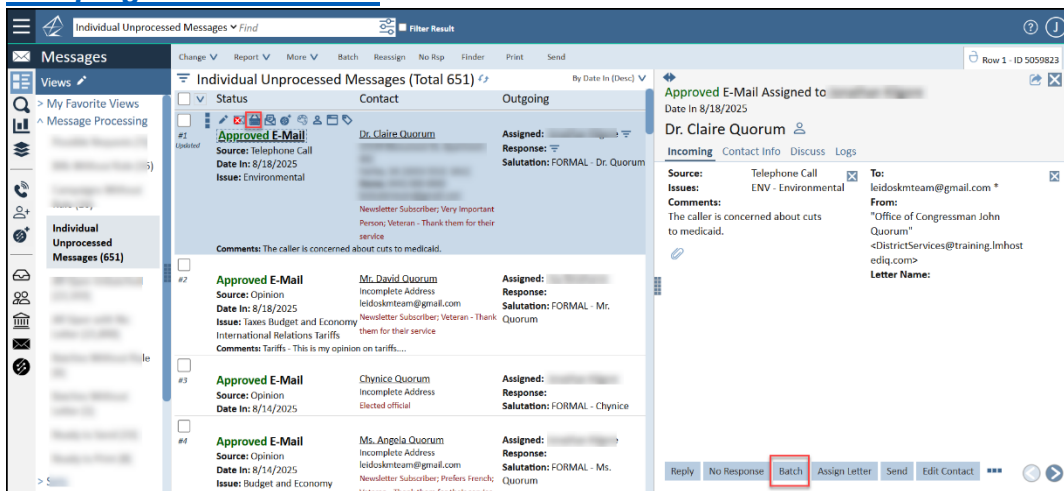 Individual Unprocessed Messages Find Filter Result
Messages
Change Report More Batch Reassign No Rsp Finder Print Send
Row 1 - ID 5059823
Views
> My Favorite Views
Message Processing
Individual
Unprocessed
Messages (651)
Individual Unprocessed Messages (Total 651)
By Date In (Desc)
Status Contact Outgoing
#1
Updated
Approved E-Mail
Source: Telephone Call
Date In: 8/18/2025
Issue: Environmental
Dr. Claire Quorum
Newsletter Subscriber; Very Important
Person; Veteran - Thank them for their
service
Assigned:
Response:
Salutation: FORMAL - Dr. Quorum
Comments: The caller is concerned about cuts to medicaid.
#2
Approved E-Mail
Source: Opinion
Date In: 8/18/2025
Issue: Taxes Budget and Economy
International Relations Tariffs
Comments: Tariffs - This is my opinion on tariffs....
Mr. David Quorum
Incomplete Address
leidoskmteam@gmail.com
Newsletter Subscriber; Veteran - Thank
them for their service
Assigned:
Response:
Salutation: FORMAL - Mr.
Quorum
#3
Approved E-Mail
Source: Opinion
Date In: 8/14/2025
Chynice Quorum
Incomplete Address
Elected official
Assigned:
Response:
Salutation: FORMAL - Chynice
#4
Approved E-Mail
Source: Opinion
Date In: 8/14/2025
Issue: Budget and Economy
Ms. Angela Quorum
Incomplete Address
leidoskmteam@gmail.com
Newsletter Subscriber; Prefers French;
Assigned:
Response:
Salutation: FORMAL - Ms.
Quorum
Approved E-Mail Assigned to
Date In 8/18/2025
Dr. Claire Quorum
Incoming Contact Info Discuss Logs
Source: Telephone Call
Issues: ENV - Environmental
Comments:
The caller is concerned about cuts
to medicaid.
To:
leidoskmteam@gmail.com *
From:
"Office of Congressman John
Quorum"
<DistrictServices@training.lmhost
ediq.com>
Letter Name:
Reply No Response Batch Assign Letter Send Edit Contact